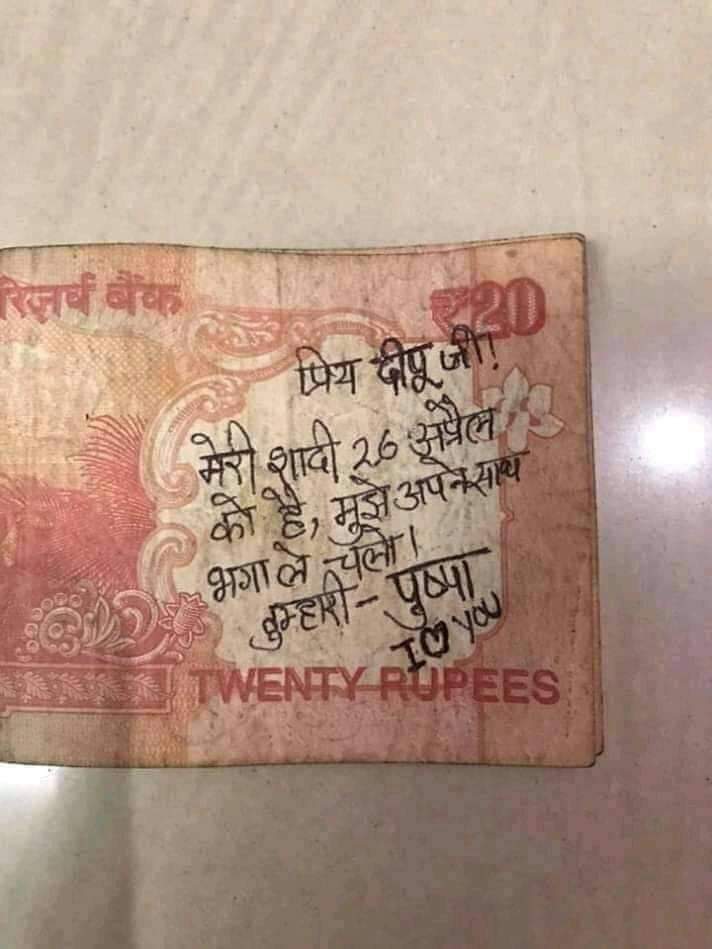 रिज़र्व बैंक
₹20
प्रिय दीपू जी!
मेरी शादी 26 अप्रैल
को है, मुझे अपने साथ
भगा ले चलो।
तुम्हारी - पुष्पा
I ♡ YOU
TWENTY RUPEES